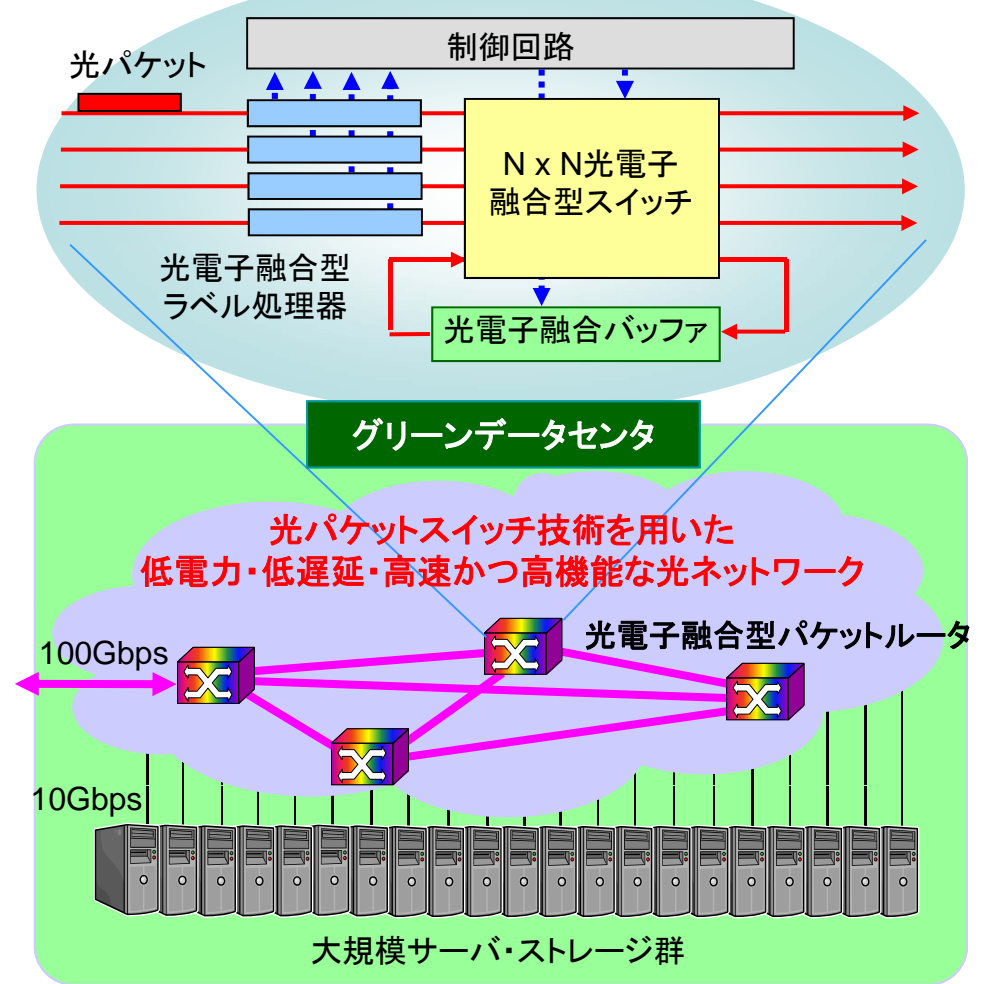 制御回路
光パケット
N x N光電子
融合型スイッチ
光電子融合型
ラベル処理器
光電子融合バッファ
グリーンデータセンタ
光パケットスイッチ技術を用いた
低電力・低遅延・高速かつ高機能な光ネットワーク
光電子融合型パケットルータ
100Gbps
10Gbps
大規模サーバ・ストレージ群